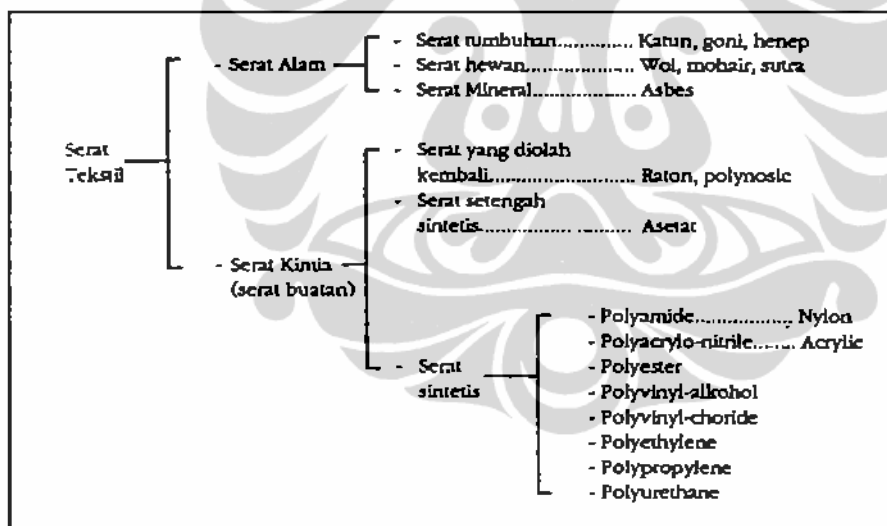 - Serat tumbuhan............... Katun, goni, henep
- Serat Alam - Serat hewan..................... Wol, mohair, sutra
- Serat Mineral.................. Asbes
- Serat yang diolah
Serat
Tekstil
kembali......................... Raton, polynosic
- Serat setengah
sintetis................ ......... Asetat
- Serat Kimia
(serat buatan)
- Polyamide.................. Nylon
- Polyacrylo-nitrile....... Acrylic
- Serat
sintetis
- Polyester
- Polyvinyl-alkohol
- Polyvinyl-choride
- Polyethylene
- Polypropylene
- Polyurethane